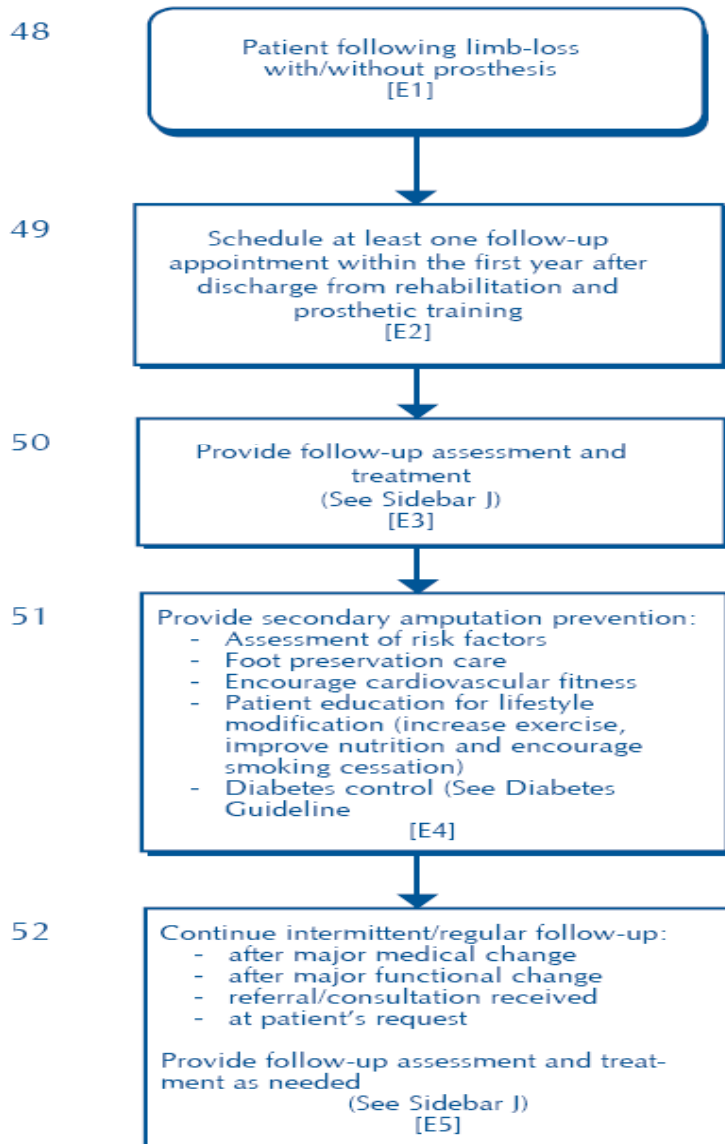 48
Patient following limb-loss
with/without prosthesis
[E1]
49
Schedule at least one follow-up
appointment within the first year after
discharge from rehabilitation and
prosthetic training
[E2]
50
Provide follow-up assessment and
treatment
(See Sidebar J)
[E3]
51
Provide secondary amputation prevention:
- Assessment of risk factors
- Foot preservation care
- Encourage cardiovascular fitness
- Patient education for lifestyle
modification (increase exercise,
improve nutrition and encourage
smoking cessation)
- Diabetes control (See Diabetes
Guideline
[E4]
52
Continue intermittent/regular follow-up:
- after major medical change
- after major functional change
- referral/consultation received
- at patient's request
Provide follow-up assessment and treat-
ment as needed
(See Sidebar J)
[E5]